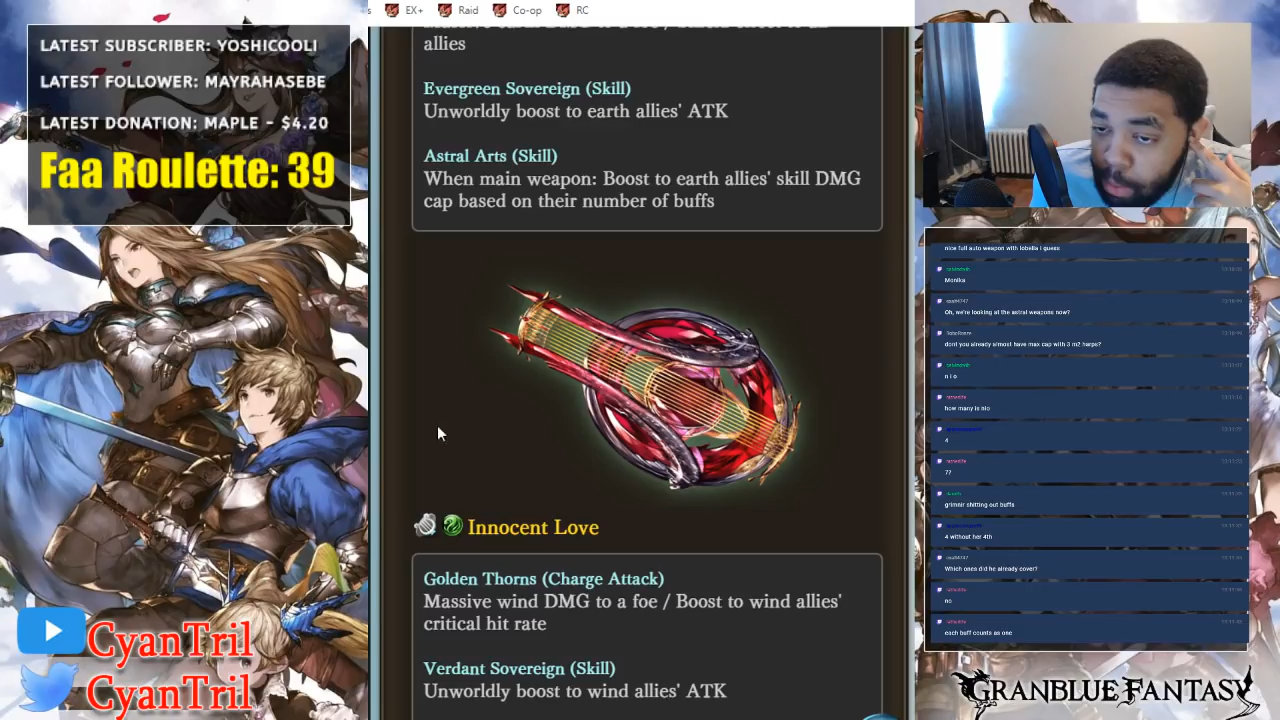 EX+ Raid Co-op RC
LATEST SUBSCRIBER: YOSHICOOLI
LATEST FOLLOWER: MAYRAHASEBE
LATEST DONATION: MAPLE - $4.20
Faa Roulette: 39
allies
Evergreen Sovereign (Skill)
Unworldly boost to earth allies' ATK
Astral Arts (Skill)
When main weapon: Boost to earth allies' skill DMG
cap based on their number of buffs
Innocent Love
Golden Thorns (Charge Attack)
Massive wind DMG to a foe / Boost to wind allies'
critical hit rate
Verdant Sovereign (Skill)
Unworldly boost to wind allies' ATK
CyanTril
CyanTril
nice full auto weapon with lobelia i guess
Monika
Oh, we're looking at the astral weapons now?
dont you already almost have max cap with 3 m2 harps?
n i o
how many is nio
4
7?
grimnir shitting out buffs
4 without her 4th
Which ones did he already cover?
no
each buff counts as one
GRANBLUE FANTASY